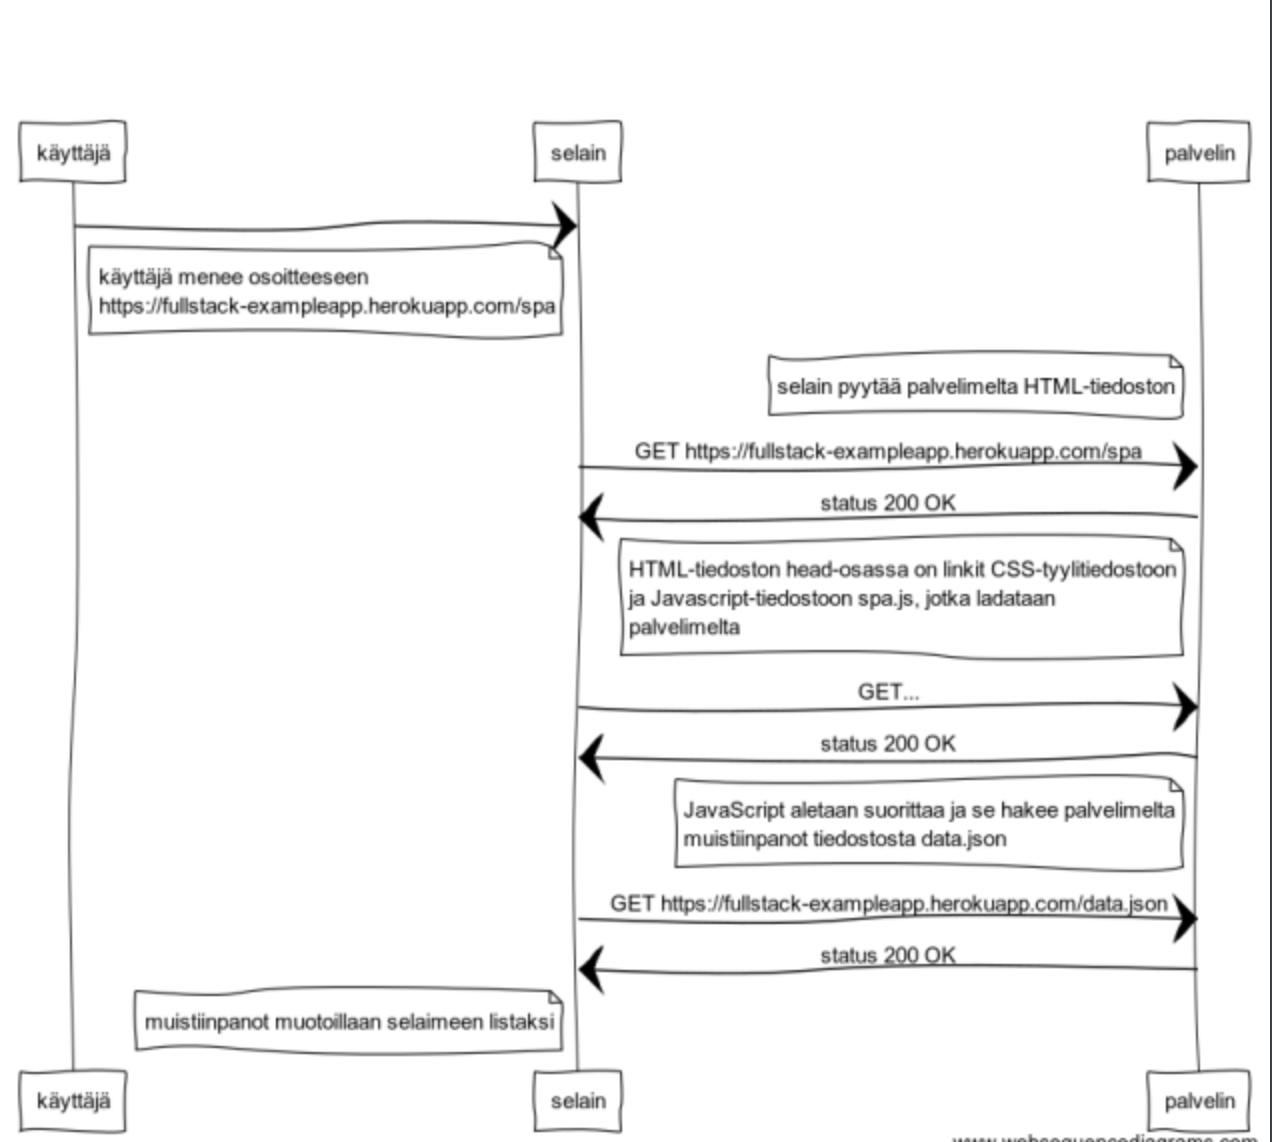 käyttäjä
selain
palvelin
käyttäjä menee osoitteeseen
https://fullstack-exampleapp.herokuapp.com/spa
selain pyytää palvelimelta HTML-tiedoston
GET https://fullstack-exampleapp.herokuapp.com/spa
status 200 OK
HTML-tiedoston head-osassa on linkit CSS-tyylitiedostoon
ja Javascript-tiedostoon spa.js, jotka ladataan
palvelimelta
GET...
status 200 OK
JavaScript aletaan suorittaa ja se hakee palvelimelta
muistiinpanot tiedostosta data.json
GET https://fullstack-exampleapp.herokuapp.com/data.json
status 200 OK
muistiinpanot muotoillaan selaimeen listaksi
käyttäjä
selain
palvelin
www.websequencediagrams.com